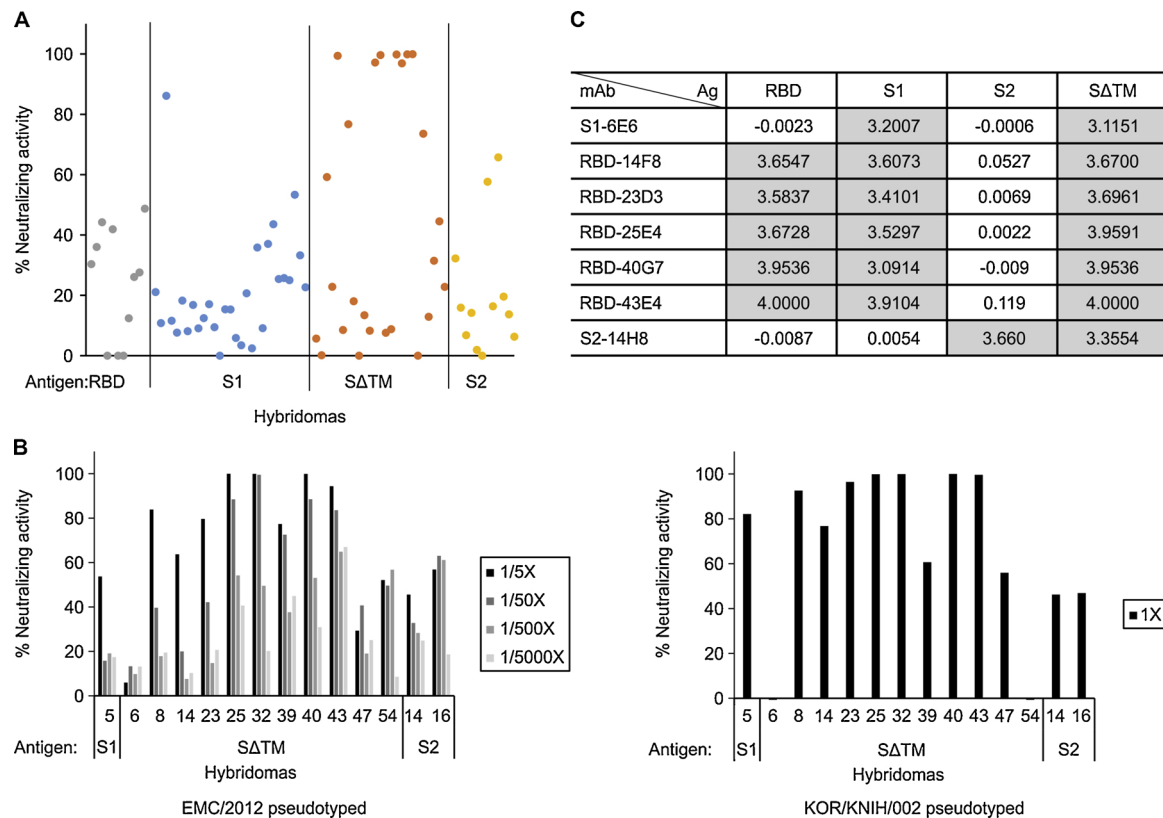 A
% Neutralizing activity
100
80
60
40
20
0
Antigen:RBD S1 SΔTM S2
Hybridomas
C
mAb Ag RBD S1 S2 SΔTM
S1-6E6 -0.0023 3.2007 -0.0006 3.1151
RBD-14F8 3.6547 3.6073 0.0527 3.6700
RBD-23D3 3.5837 3.4101 0.0069 3.6961
RBD-25E4 3.6728 3.5297 0.0022 3.9591
RBD-40G7 3.9536 3.0914 -0.009 3.9536
RBD-43E4 4.0000 3.9104 0.119 4.0000
S2-14H8 -0.0087 0.0054 3.660 3.3554
B
% Neutralizing activity
100
80
60
40
20
0
1/5X
1/50X
1/500X
1/5000X
5 6 8 14 23 25 32 39 40 43 47 54 14 16
Antigen: S1 SΔTM S2
Hybridomas
EMC/2012 pseudotyped
% Neutralizing activity
100
80
60
40
20
0
1X
5 6 8 14 23 25 32 39 40 43 47 54 14 16
Antigen: S1 SΔTM S2
Hybridomas
KOR/KNIH/002 pseudotyped